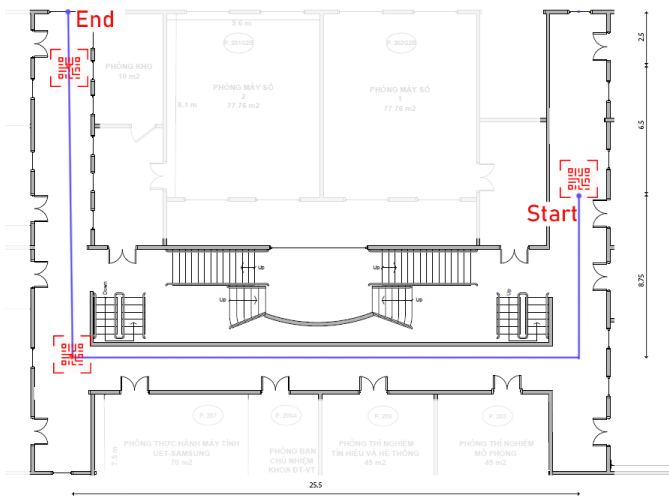 End
9.6 m
P. 202G2B
2.5
PHÒNG KHO
10 m2
8.1 m
PHÒNG MÁY SỐ
2
77.76 m2
PHÒNG MÁY SỐ
1
77.76 m2
6.5
Start
Up
Up
Down
Up
Up
Up
8.75
P. 207
P. 206A
P. 206
P. 205
7.5 m
PHÒNG THỰC HÀNH MÁY TÍNH
UET-SAMSUNG
70 m2
PHÒNG BAN
CHỦ NHIỆM
KHOA ĐT-VT
PHÒNG THÍ NGHIỆM
TÍN HIỆU VÀ HỆ THỐNG
45 m2
PHÒNG THÍ NGHIỆM
MÔ PHỎNG
45 m2
25.5